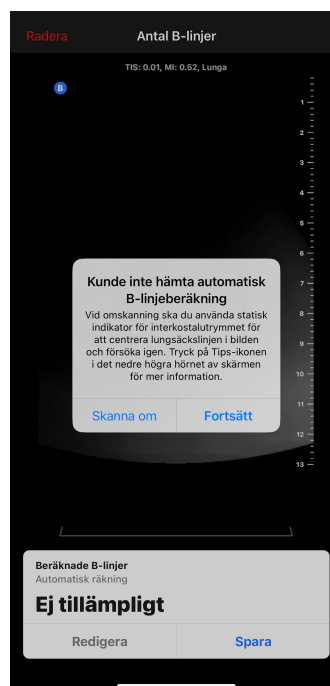 Radera
Antal B-linjer
TIS: 0.01, MI: 0.52, Lunga
B
1
2
3
4
5
6
Kunde inte hämta automatisk
B-linjeberäkning
7
Vid omskanning ska du använda statisk
indikator för interkostalutrymmet för
8
att centrera lungsäckslinjen i bilden
och försöka igen. Tryck på Tips-ikonen
9
i det nedre högra hörnet av skärmen
10
för mer information.
11
Skanna om
Fortsätt
12
13
Beräknade B-linjer
Automatisk räkning
Ej tillämpligt
Redigera
Spara